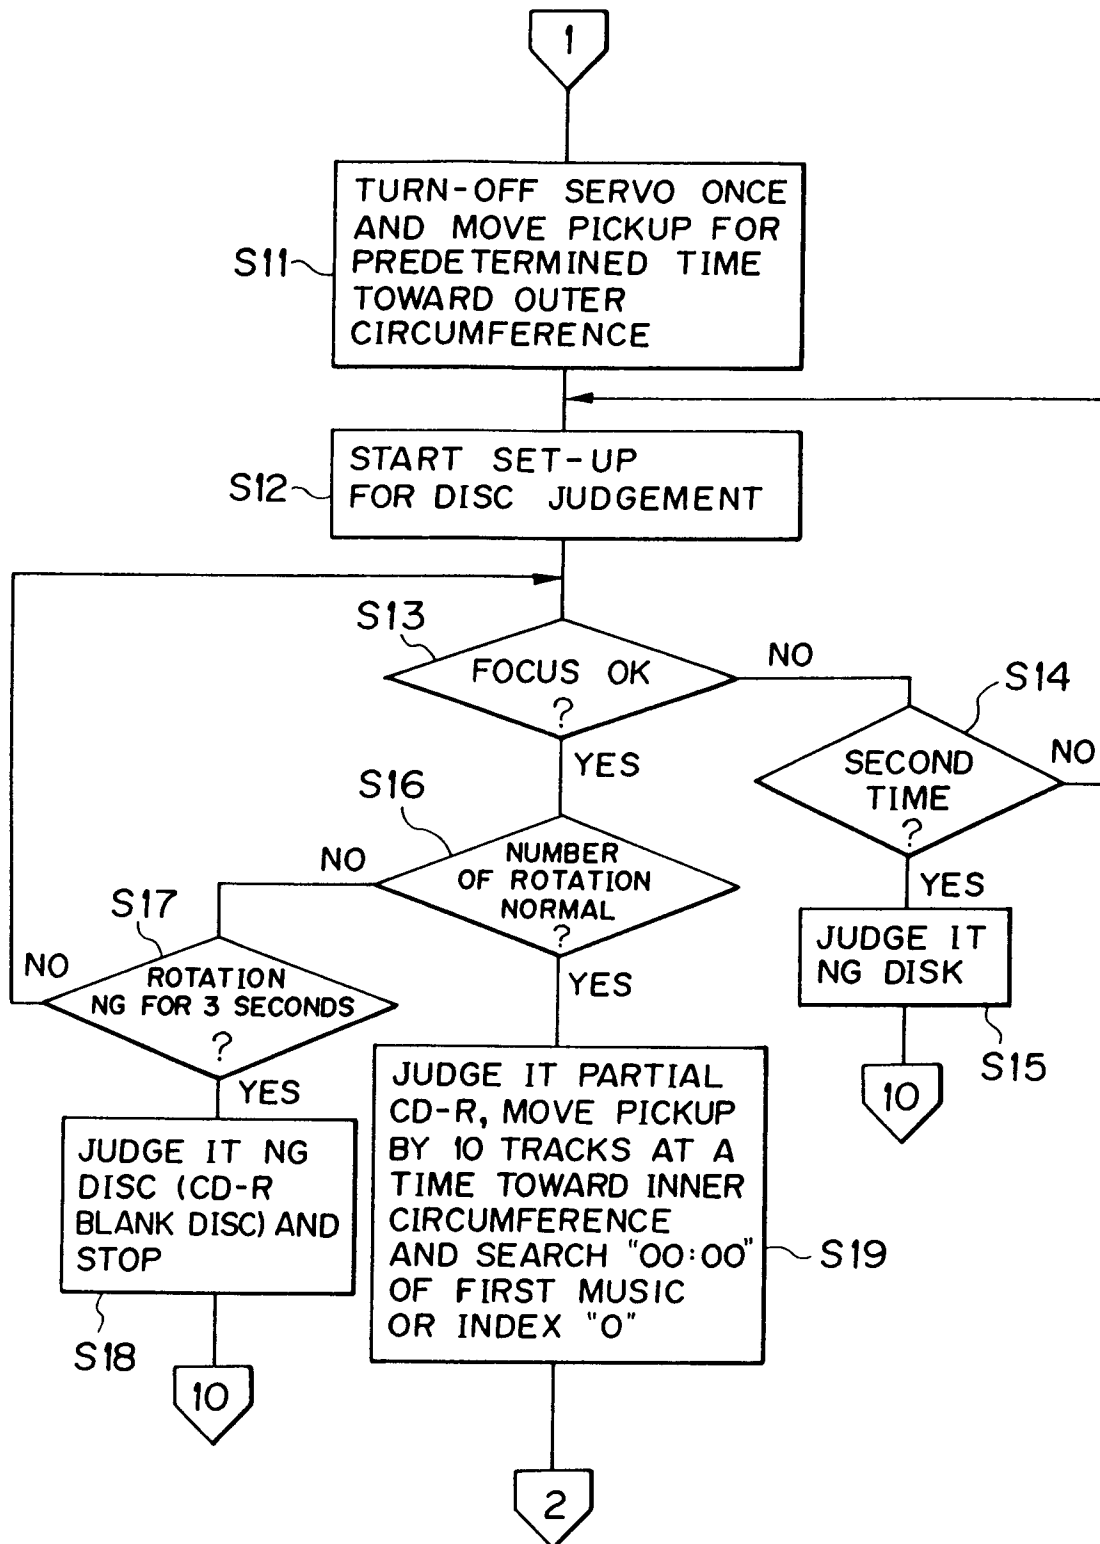 1
TURN-OFF SERVO ONCE
AND MOVE PICKUP FOR
PREDETERMINED TIME
TOWARD OUTER
CIRCUMFERENCE
S11
START SET-UP
FOR DISC JUDGEMENT
S12
S13
FOCUS OK
?
NO
YES
S14
SECOND
TIME
?
NO
YES
S16
NUMBER
OF ROTATION
NORMAL
?
NO
YES
S17
ROTATION
NG FOR 3 SECONDS
?
NO
YES
JUDGE IT
NG DISK
S15
10
JUDGE IT NG
DISC (CD-R
BLANK DISC) AND
STOP
S18
10
JUDGE IT PARTIAL
CD-R, MOVE PICKUP
BY 10 TRACKS AT A
TIME TOWARD INNER
CIRCUMFERENCE
AND SEARCH "00:00"
OF FIRST MUSIC
OR INDEX "0"
S19
2